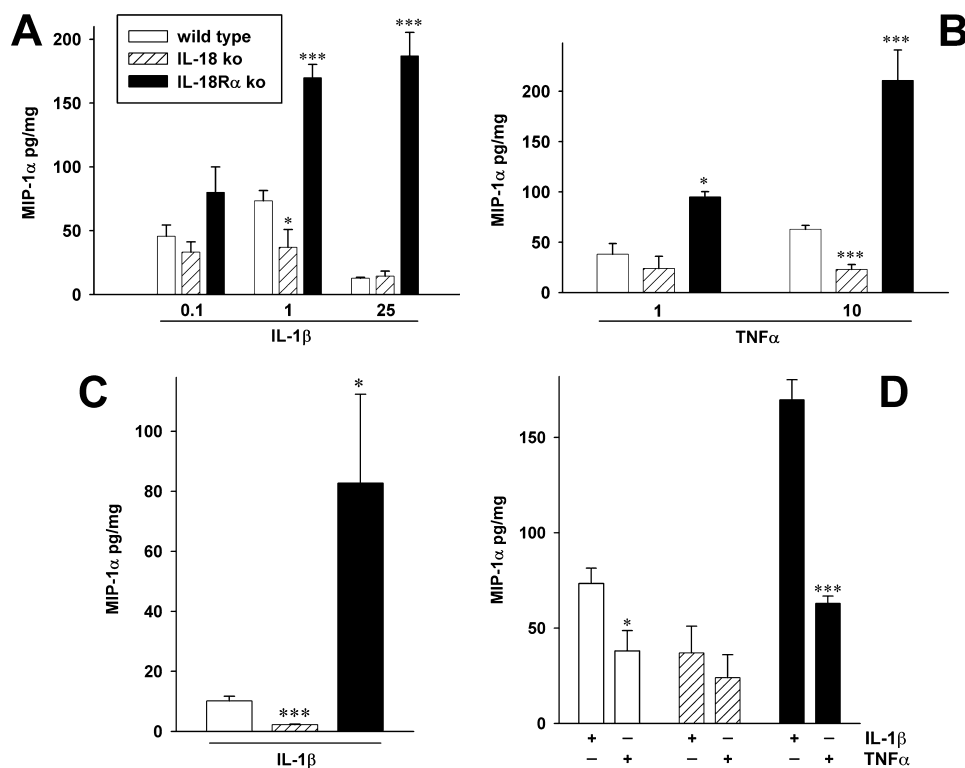 A
wild type
IL-18 ko
IL-18Rα ko
MIP-1α pg/mg
200
150
100
50
0
***
***
*
0.1 1 25
IL-1β
B
MIP-1α pg/mg
200
150
100
50
0
*
***
***
1 10
TNFα
C
MIP-1α pg/mg
100
80
60
40
20
0
***
*
IL-1β
D
MIP-1α pg/mg
150
100
50
0
*
***
+ – + – + – IL-1β
– + – + – + TNFα